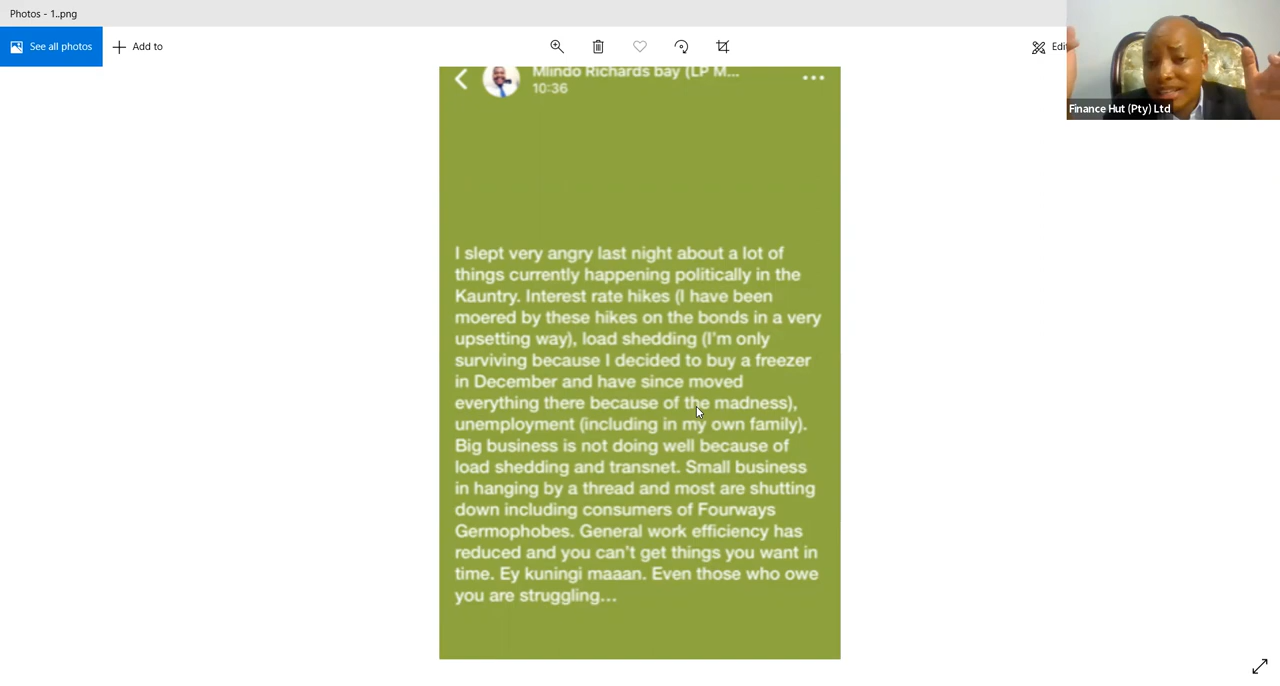 Photos - 1..png
See all photos
Add to
Finance Hut (Pty) Ltd
Mlindo Richards bay (LP M...
10:36
I slept very angry last night about a lot of
things currently happening politically in the
Kauntry. Interest rate hikes (I have been
moered by these hikes on the bonds in a very
upsetting way), load shedding (I'm only
surviving because I decided to buy a freezer
in December and have since moved
everything there because of the madness),
unemployment (including in my own family).
Big business is not doing well because of
load shedding and transnet. Small business
in hanging by a thread and most are shutting
down including consumers of Fourways
Germophobes. General work efficiency has
reduced and you can't get things you want in
time. Ey kuningi maaan. Even those who owe
you are struggling...